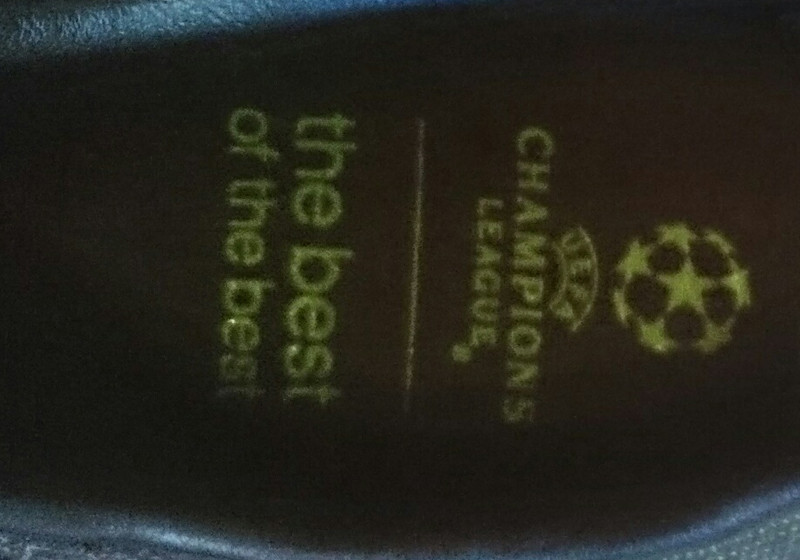 UEFA
CHAMPIONS
LEAGUE®
the best
of the best